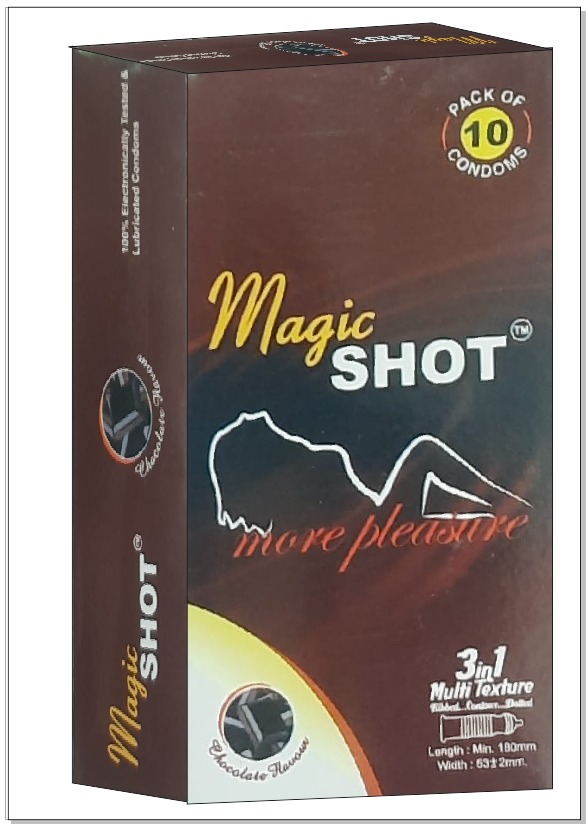 PACK OF
10
CONDOMS
Magic
SHOT™
more pleasure
3in1
Multi Texture
Ribbed...Contour...Dotted
Length : Min. 180mm
Width : 53±2mm.
Chocolate Flavour
100% Electronically Tested &
Lubricated Condoms
Chocolate Flavour
Magic
SHOT®